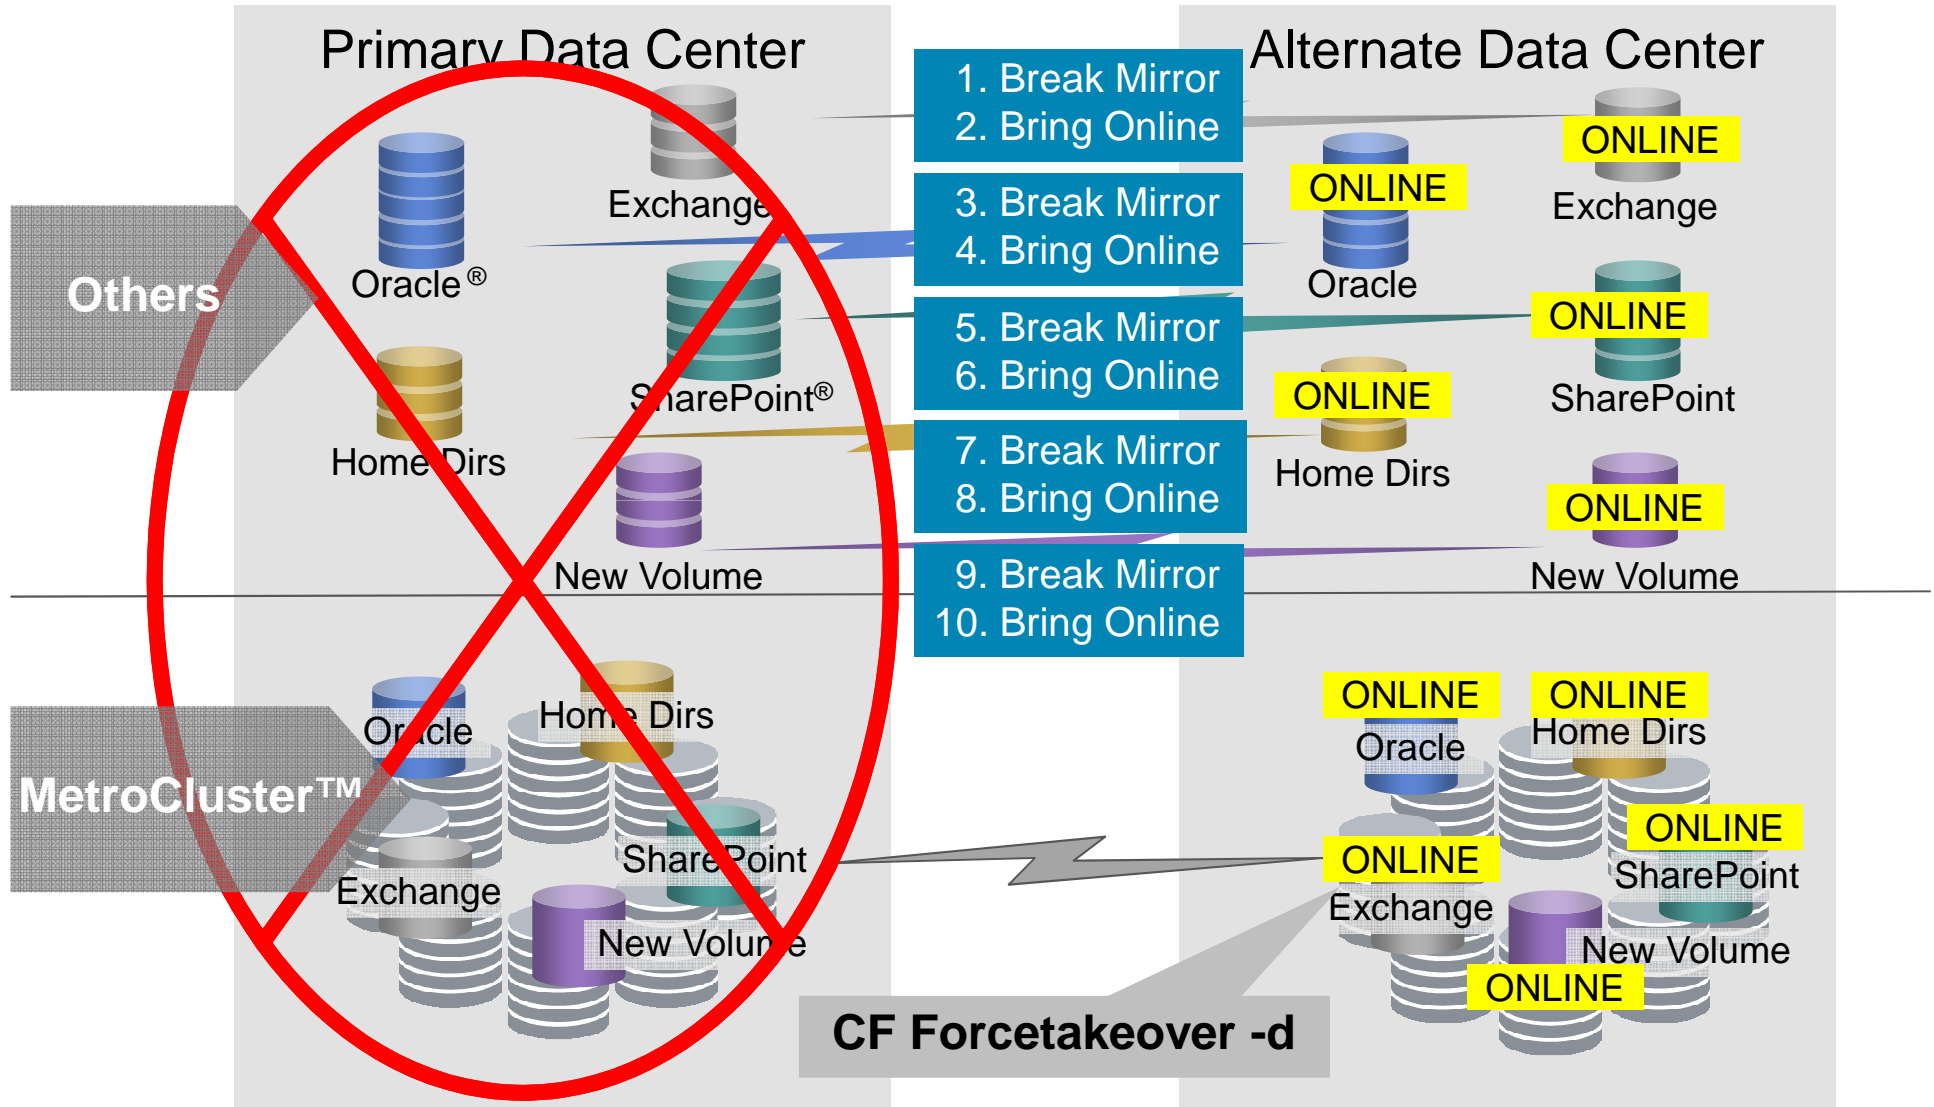 Primary Data Center
Alternate Data Center
1. Break Mirror
2. Bring Online
3. Break Mirror
4. Bring Online
5. Break Mirror
6. Bring Online
7. Break Mirror
8. Bring Online
9. Break Mirror
10. Bring Online
Others
Exchange
Oracle®
SharePoint®
Home Dirs
New Volume
ONLINE
Exchange
ONLINE
Oracle
ONLINE
SharePoint
ONLINE
Home Dirs
ONLINE
New Volume
MetroCluster™
Oracle
Home Dirs
SharePoint
Exchange
New Volume
ONLINE
Oracle
ONLINE
Home Dirs
ONLINE
SharePoint
ONLINE
Exchange
New Volume
ONLINE
CF Forcetakeover -d